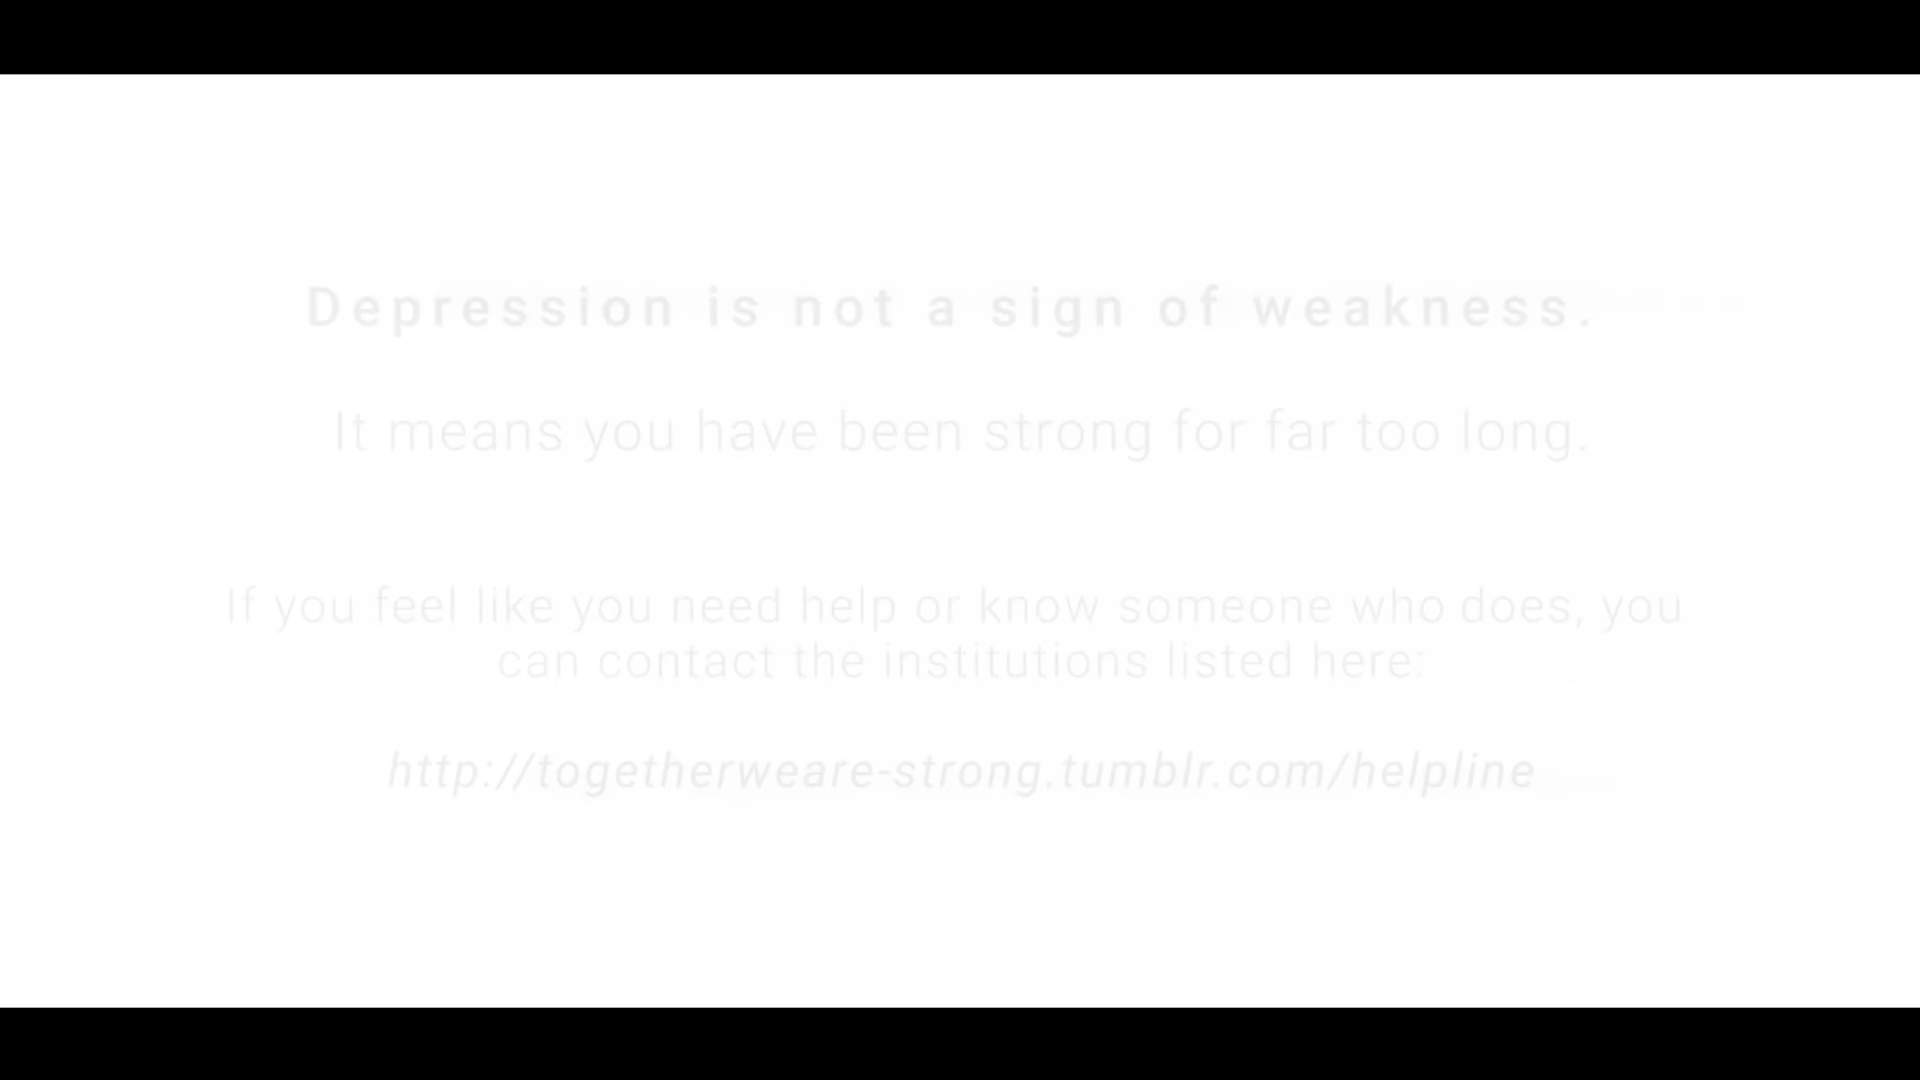 Depression is not a sign of weakness.
It means you have been strong for far too long.
If you feel like you need help or know someone who does, you
can contact the institutions listed here:
http://togetherweare-strong.tumblr.com/helpline